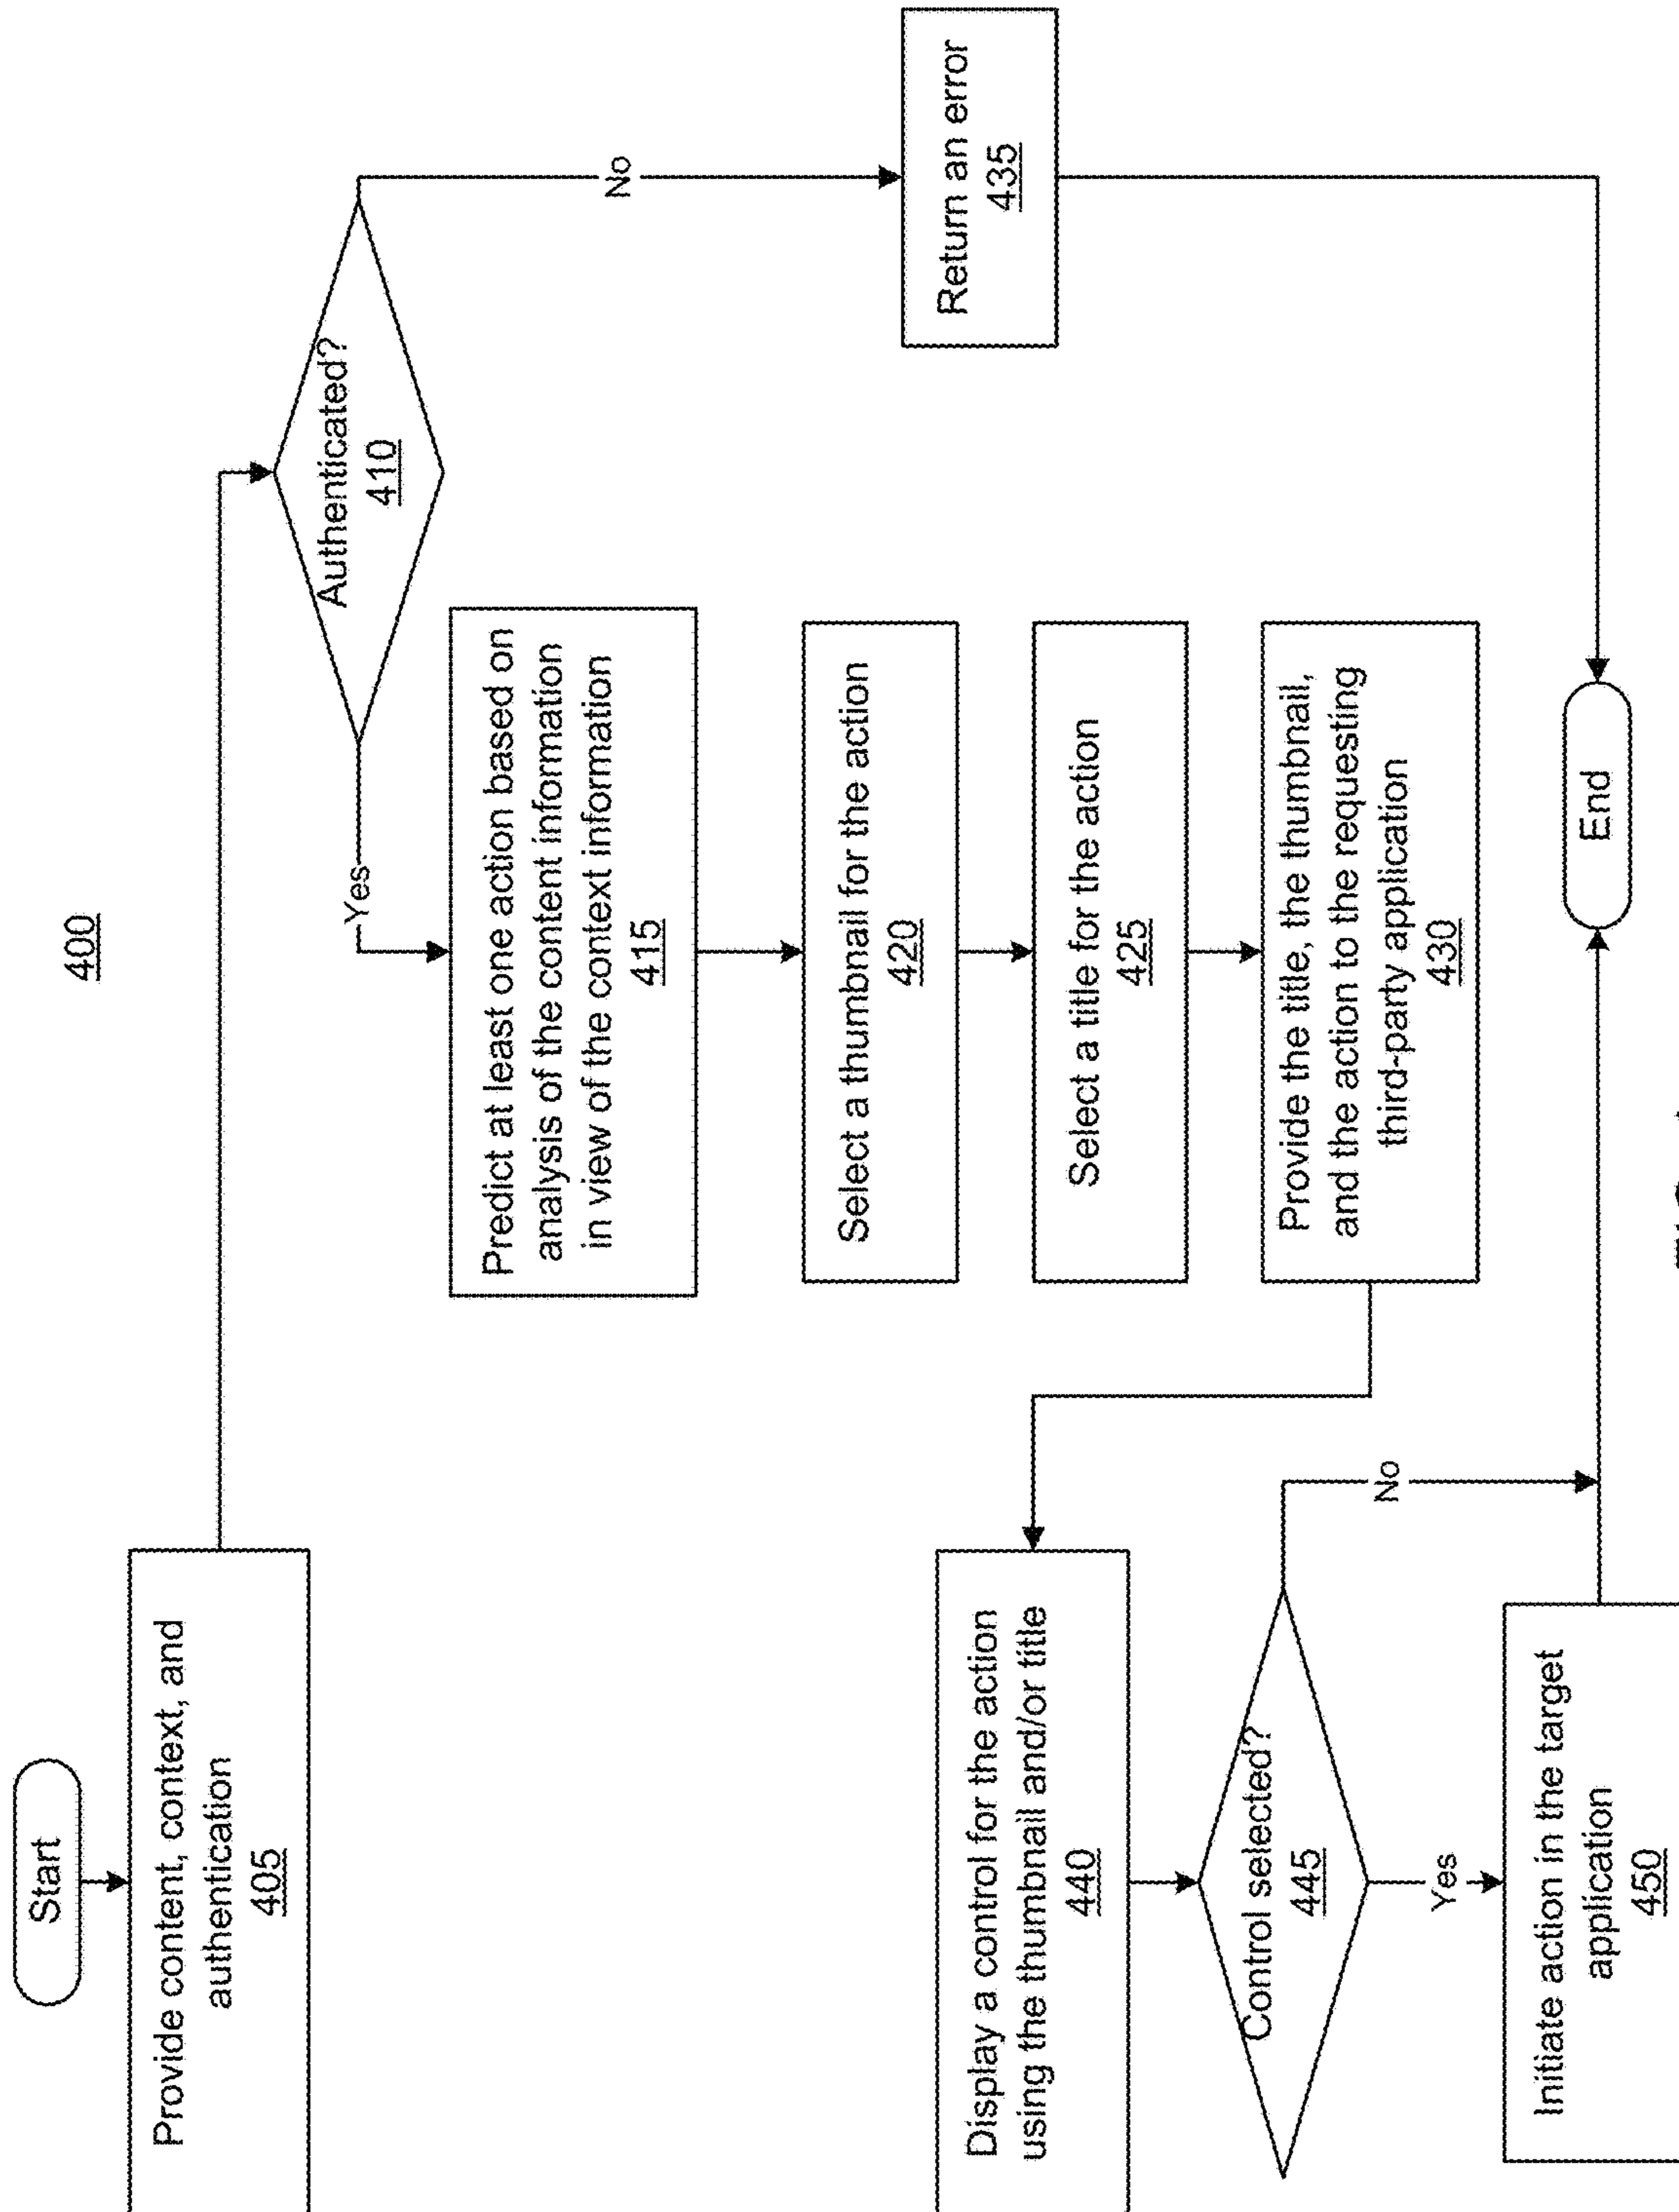 400
Start
Provide content, context, and
authentication
405
Authenticated?
410
Yes
No
Predict at least one action based on
analysis of the content information
in view of the context information
415
Select a thumbnail for the action
420
Select a title for the action
425
Provide the title, the thumbnail,
and the action to the requesting
third-party application
430
Return an error
435
Display a control for the action
using the thumbnail and/or title
440
Control selected?
445
No
Yes
Initiate action in the target
application
450
End